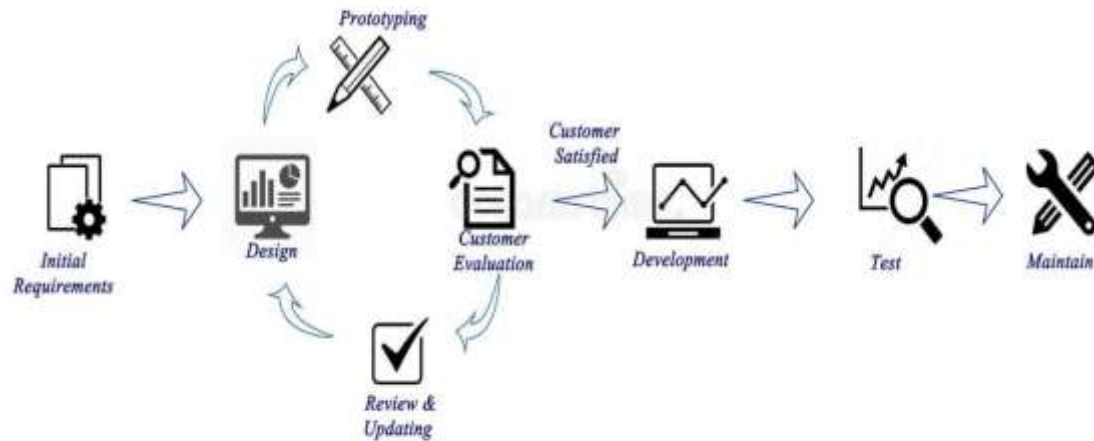 Prototyping
Customer
Satisfied
Initial
Requirements
Design
Customer
Evaluation
Development
Test
Maintain
Review &
Updating